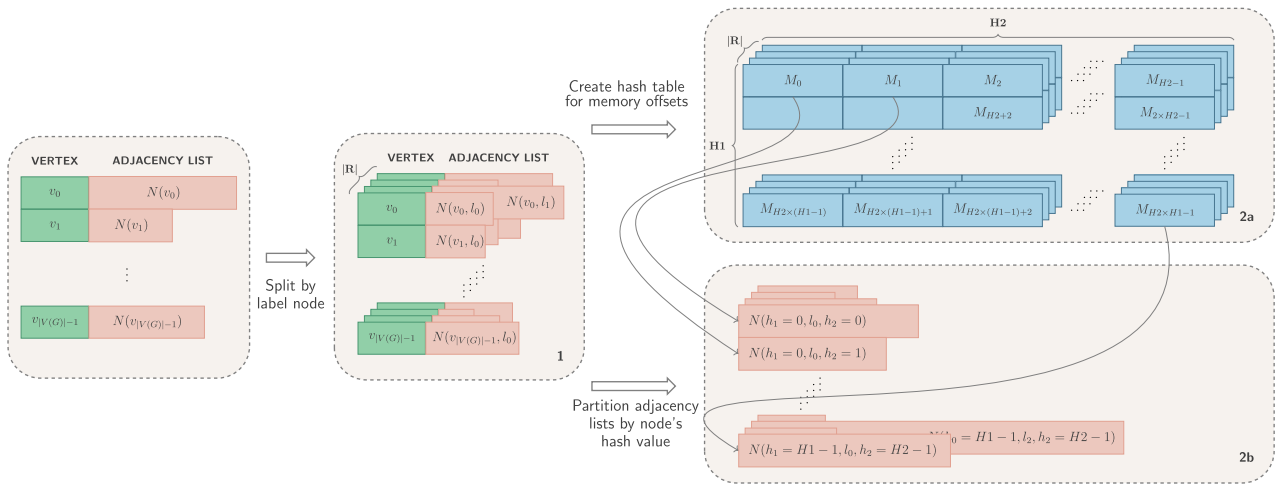 VERTEX ADJACENCY LIST
v0 N(v0)
v1 N(v1)
⋮
v|V(G)|−1 N(v|V(G)|−1)
Split by
label node
|R|
VERTEX ADJACENCY LIST
v0 N(v0, l0) N(v0, l1)
v1 N(v1, l0)
v|V(G)|−1 N(v|V(G)|−1, l0)
1
Create hash table
for memory offsets
Partition adjacency
lists by node's
hash value
H2
|R|
H1
M0 M1 M2 MH2−1
MH2+2 M2×H2−1
MH2×(H1−1) MH2×(H1−1)+1 MH2×(H1−1)+2 MH2×H1−1
2a
N(h1 = 0, l0, h2 = 0)
N(h1 = 0, l0, h2 = 1)
N(h1 = H1 − 1, l0, h2 = H2 − 1)
0 = H1 − 1, l2, h2 = H2 − 1)
2b